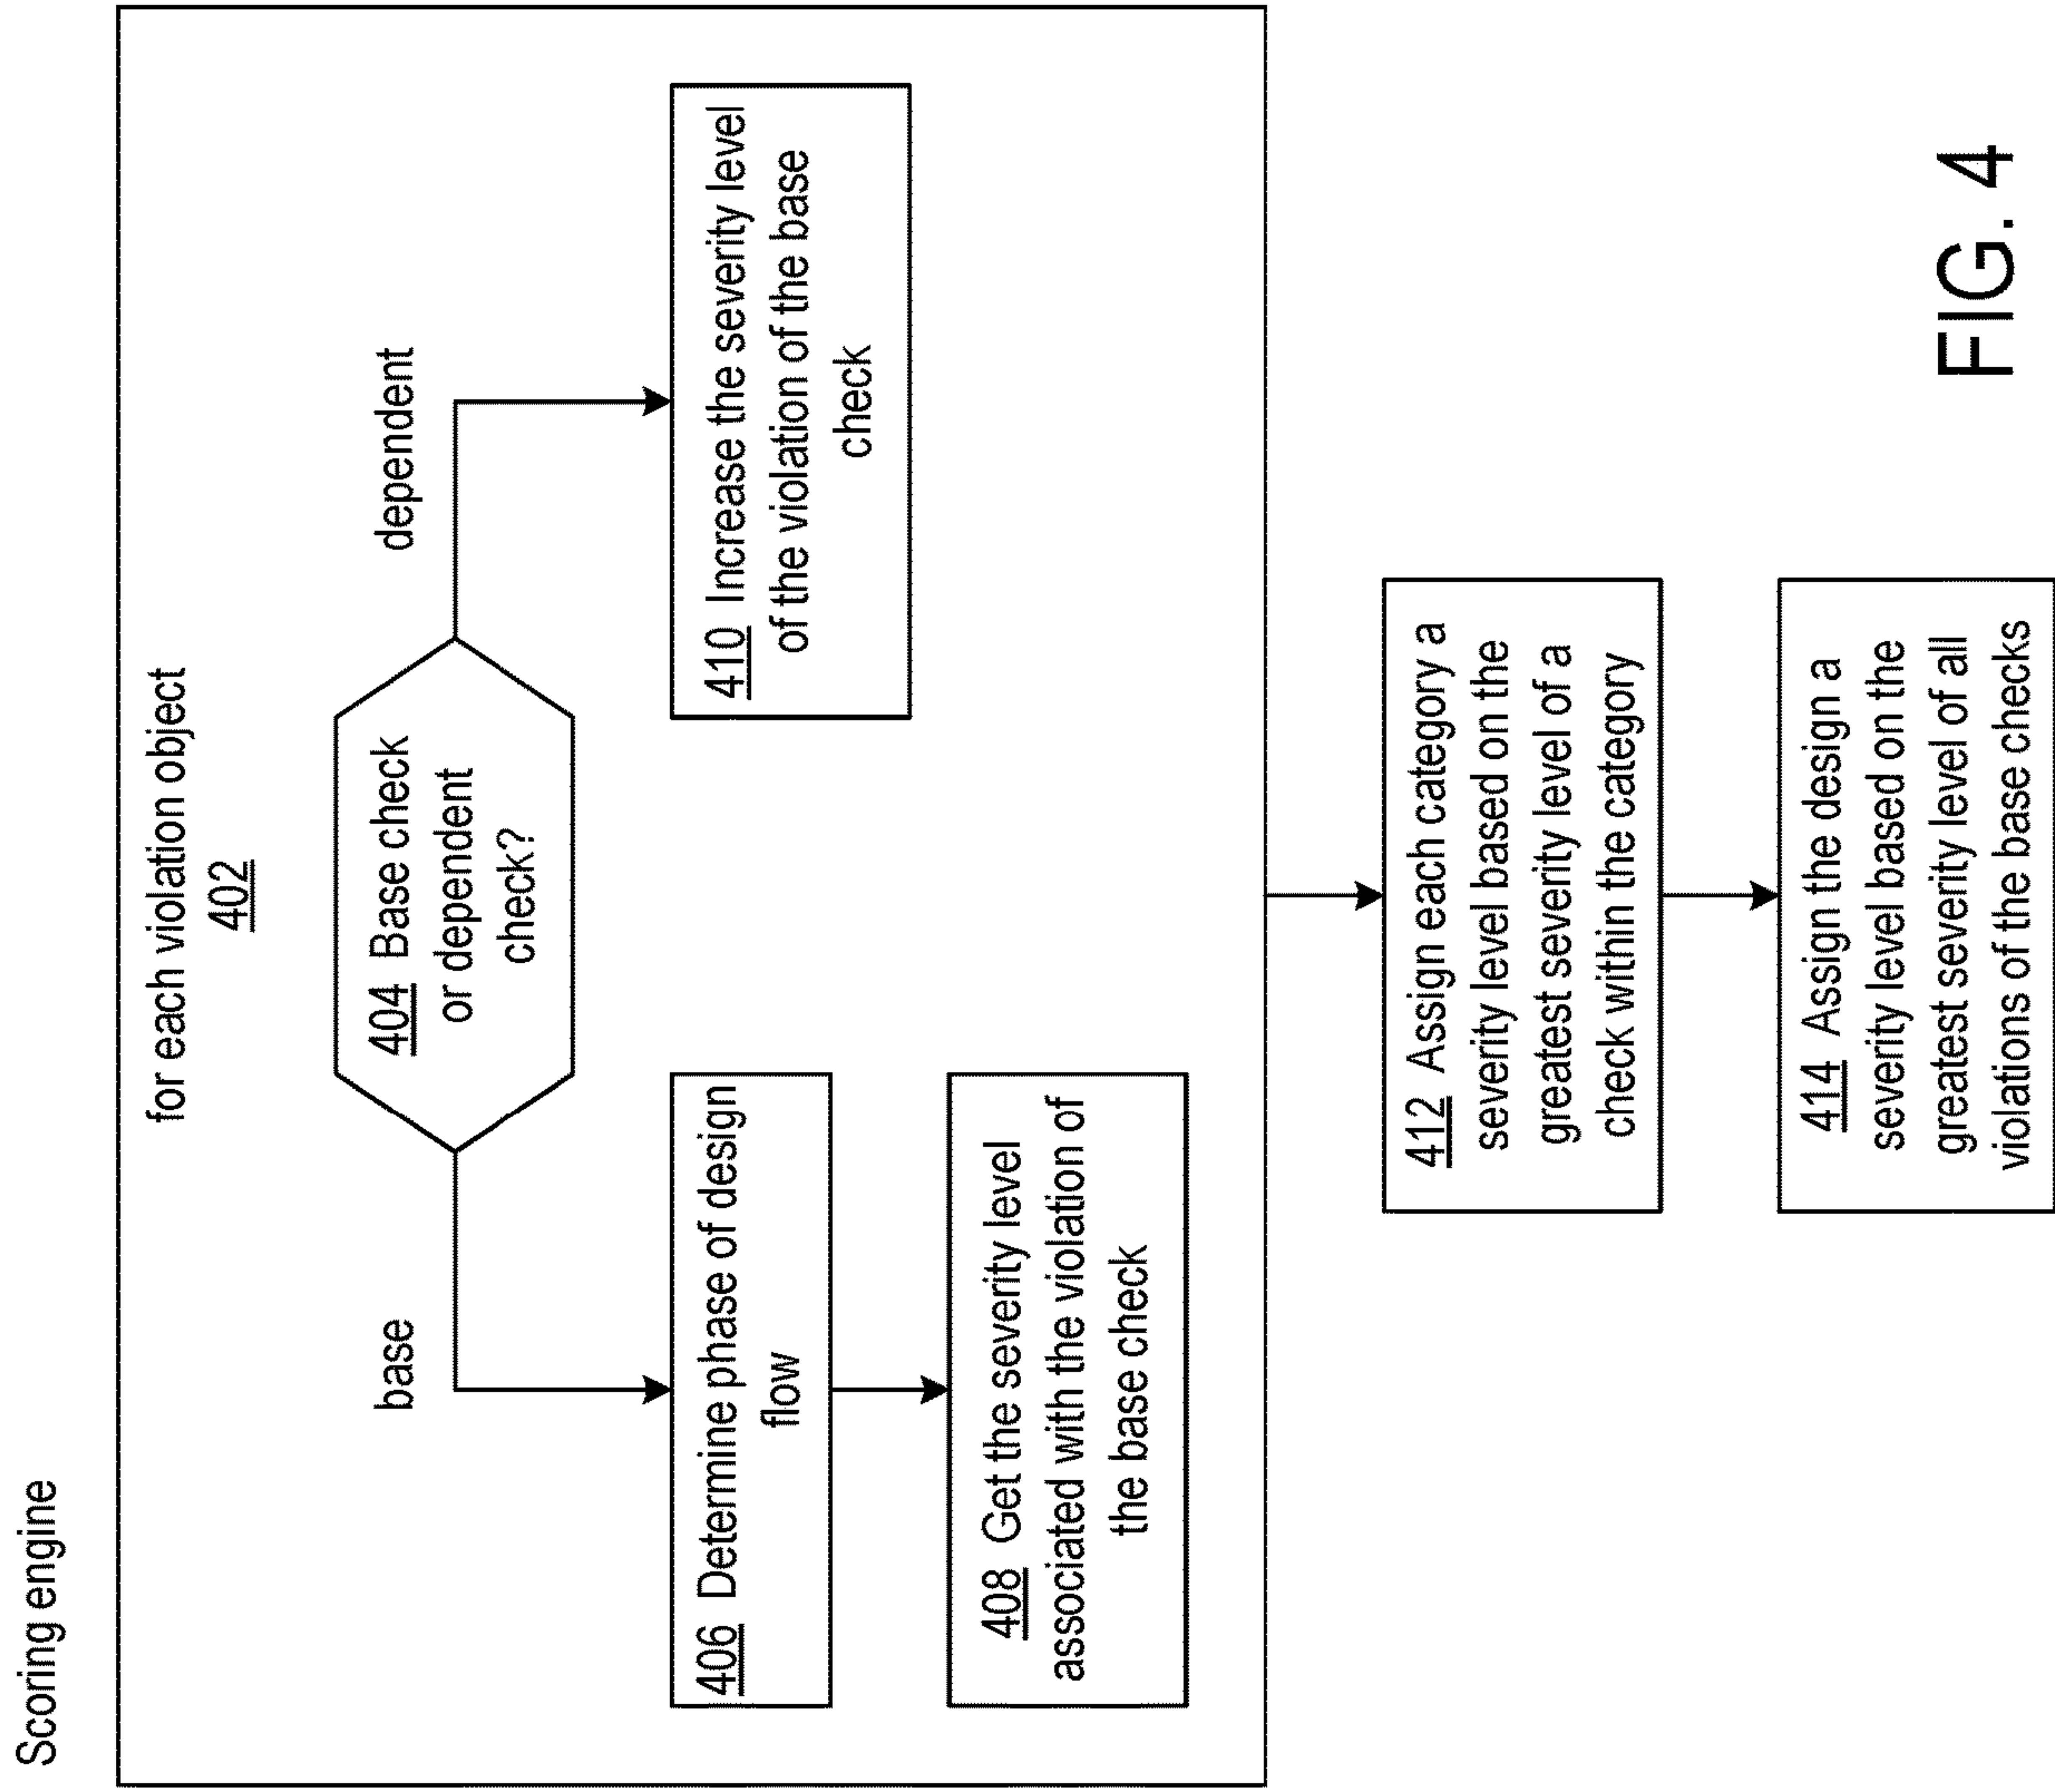 Scoring engine
for each violation object
402
404 Base check
or dependent
check?
base
dependent
406 Determine phase of design
flow
408 Get the severity level
associated with the violation of
the base check
410 Increase the severity level
of the violation of the base
check
412 Assign each category a
severity level based on the
greatest severity level of a
check within the category
414 Assign the design a
severity level based on the
greatest severity level of all
violations of the base checks
FIG. 4